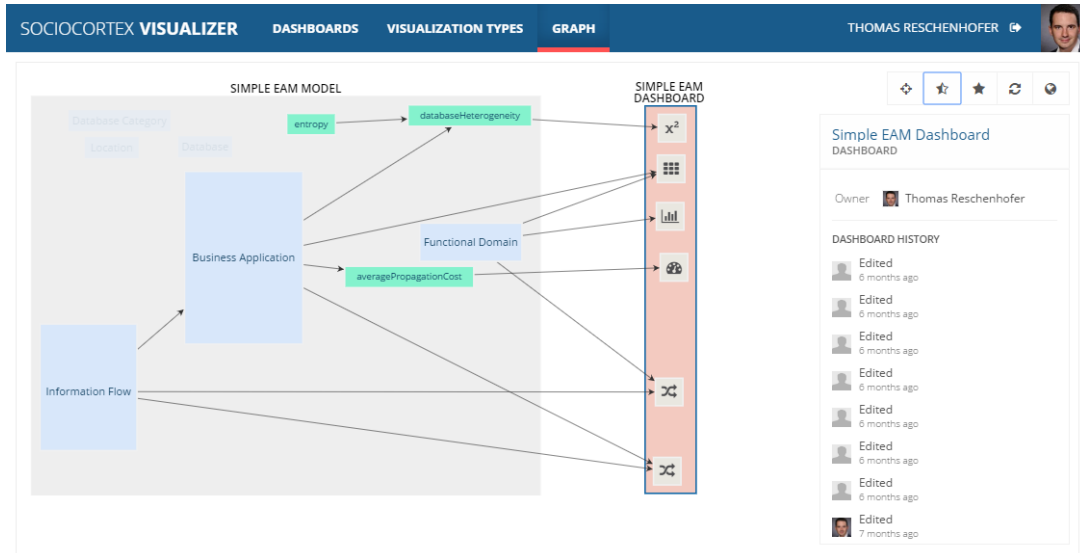 SOCIOCORTEX VISUALIZER DASHBOARDS VISUALIZATION TYPES GRAPH THOMAS RESCHENHOFER
SIMPLE EAM MODEL
SIMPLE EAM
DASHBOARD
Database Category
Location
Database
entropy
databaseHeterogeneity
x²
Business Application
Functional Domain
averagePropagationCost
Information Flow
Simple EAM Dashboard
DASHBOARD
Owner Thomas Reschenhofer
DASHBOARD HISTORY
Edited
6 months ago
Edited
6 months ago
Edited
6 months ago
Edited
6 months ago
Edited
6 months ago
Edited
6 months ago
Edited
6 months ago
Edited
7 months ago